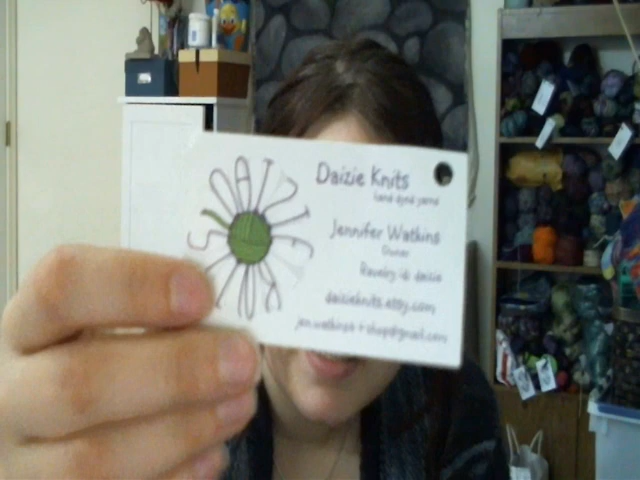 Daizie Knits
hand dyed yarns
Jennifer Watkins
Owner
Ravelry id: daizie
daizieknits.etsy.com
jen.watkins+shop@gmail.com
DAIZIE